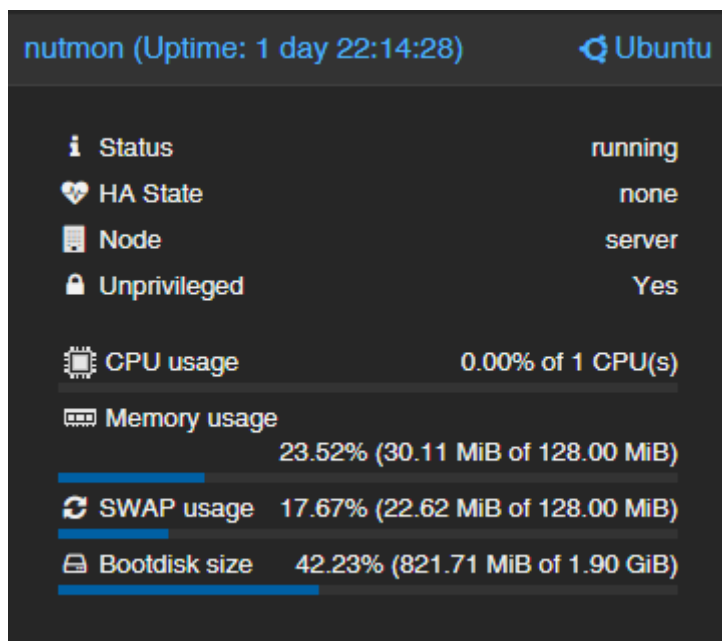 nutmon (Uptime: 1 day 22:14:28) Ubuntu
Status running
HA State none
Node server
Unprivileged Yes
CPU usage 0.00% of 1 CPU(s)
Memory usage
23.52% (30.11 MiB of 128.00 MiB)
SWAP usage 17.67% (22.62 MiB of 128.00 MiB)
Bootdisk size 42.23% (821.71 MiB of 1.90 GiB)